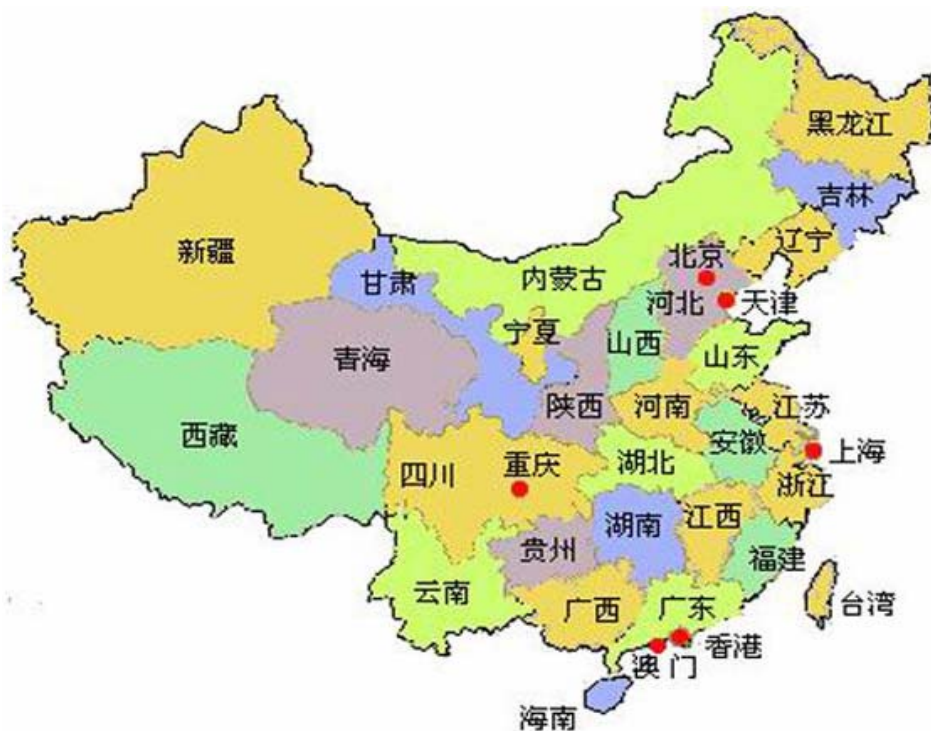 黑龙江
吉林
辽宁
新疆
北京
内蒙古
甘肃
河北
天津
宁夏
山西
青海
山东
陕西
河南
江苏
西藏
安徽
上海
四川
重庆
湖北
浙江
湖南
江西
贵州
福建
云南
广西
广东
台湾
香港
澳门
海南